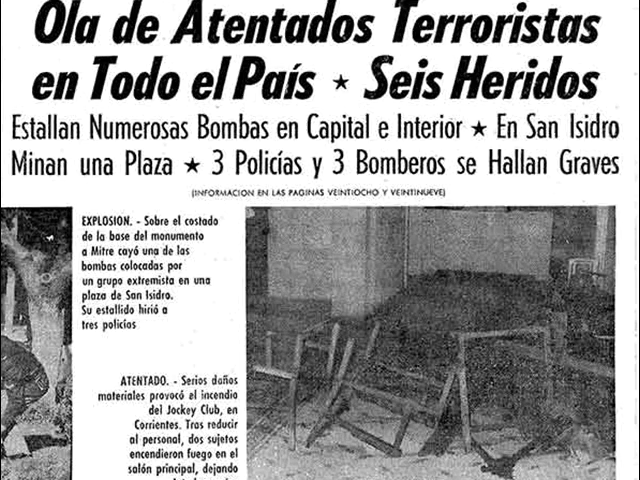 Ola de Atentados Terroristas
en Todo el País ★ Seis Heridos
Estallan Numerosas Bombas en Capital e Interior ★ En San Isidro
Minan una Plaza ★ 3 Policías y 3 Bomberos se Hallan Graves
(INFORMACION EN LAS PAGINAS VEINTIOCHO Y VEINTINUEVE)
EXPLOSION. - Sobre el costado
de la base del monumento
a Mitre cayó una de las
bombas colocadas por
un grupo extremista en una
plaza de San Isidro.
Su estallido hirió a
tres policías
ATENTADO. - Serios daños
materiales provocó el incendio
del Jockey Club, en
Corrientes. Tras reducir
al personal, dos sujetos
encendieron fuego en el
salón principal, dejando